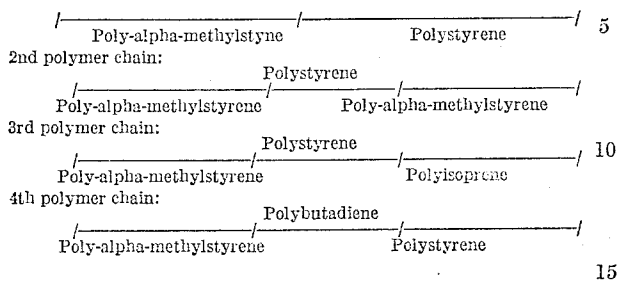 Poly-alpha-methylstyne Polystyrene 5
2nd polymer chain:
Polystyrene
Poly-alpha-methylstyrene Poly-alpha-methylstyrene
3rd polymer chain:
Polystyrene 10
Poly-alpha-methylstyrene Polyisoprene
4th polymer chain:
Polybutadiene
Poly-alpha-methylstyrene Polystyrene
15